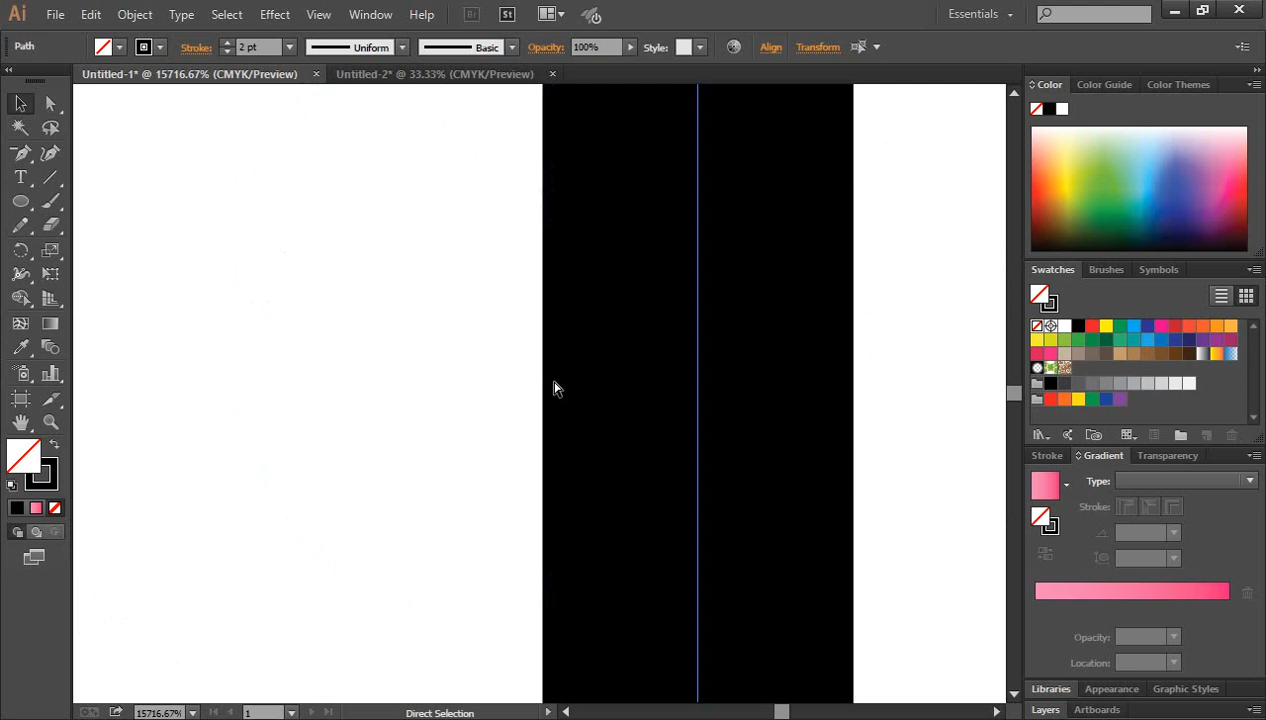 Ai File Edit Object Type Select Effect View Window Help Br St Essentials
Path Stroke: 2 pt Uniform Basic Opacity: 100% Style: Align Transform
Untitled-1* @ 15716.67% (CMYK/Preview) × Untitled-2* @ 33.33% (CMYK/Preview) ×
Color Color Guide Color Themes
Swatches Brushes Symbols
Stroke Gradient Transparency
Type:
Stroke:
Opacity:
Location:
Libraries Appearance Graphic Styles
Layers Artboards
15716.67% 1 Direct Selection